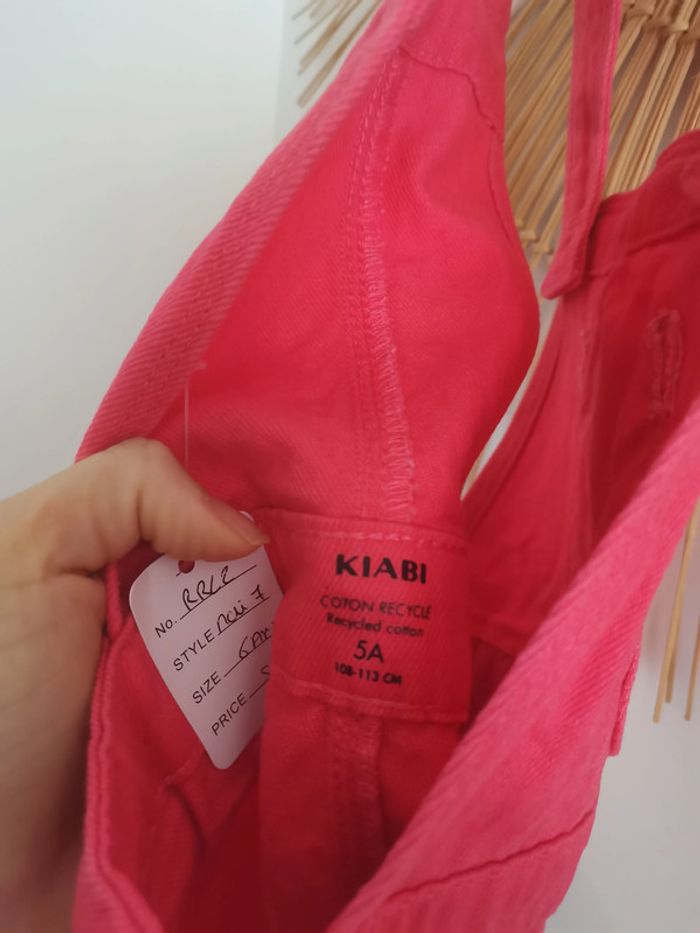 KIABI
COTON RECYCLE
Recycled cotton
5A
108-113 CM
No.
STYLE
SIZE
PRICE